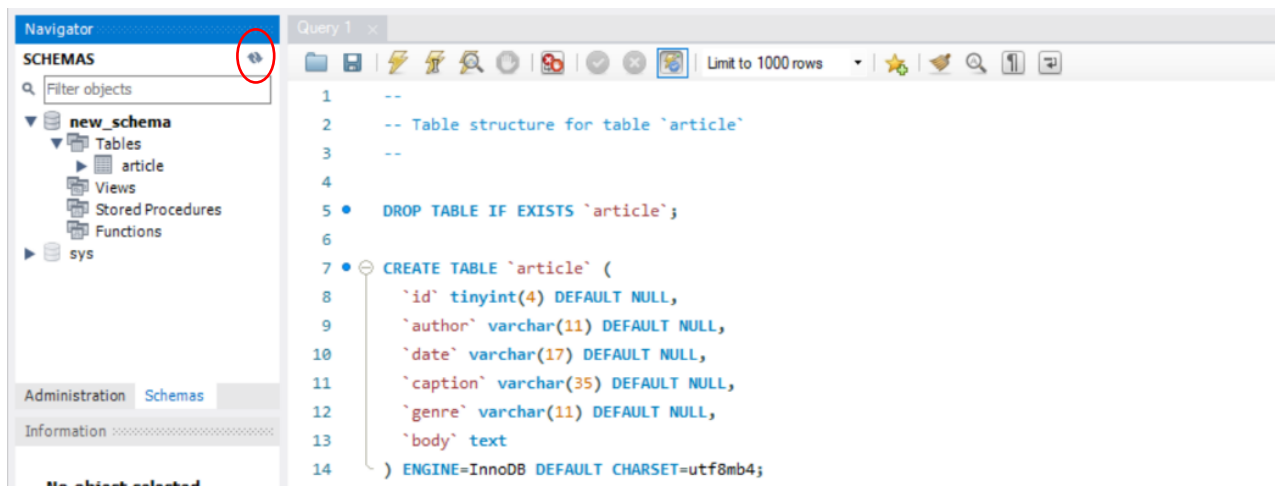 Navigator
Query 1
SCHEMAS
Limit to 1000 rows
Filter objects
new_schema
Tables
article
Views
Stored Procedures
Functions
sys
Administration Schemas
Information
No object selected
1 --
2 -- Table structure for table `article`
3 --
4
5 DROP TABLE IF EXISTS `article`;
6
7 CREATE TABLE `article` (
8 `id` tinyint(4) DEFAULT NULL,
9 `author` varchar(11) DEFAULT NULL,
10 `date` varchar(17) DEFAULT NULL,
11 `caption` varchar(35) DEFAULT NULL,
12 `genre` varchar(11) DEFAULT NULL,
13 `body` text
14 ) ENGINE=InnoDB DEFAULT CHARSET=utf8mb4;